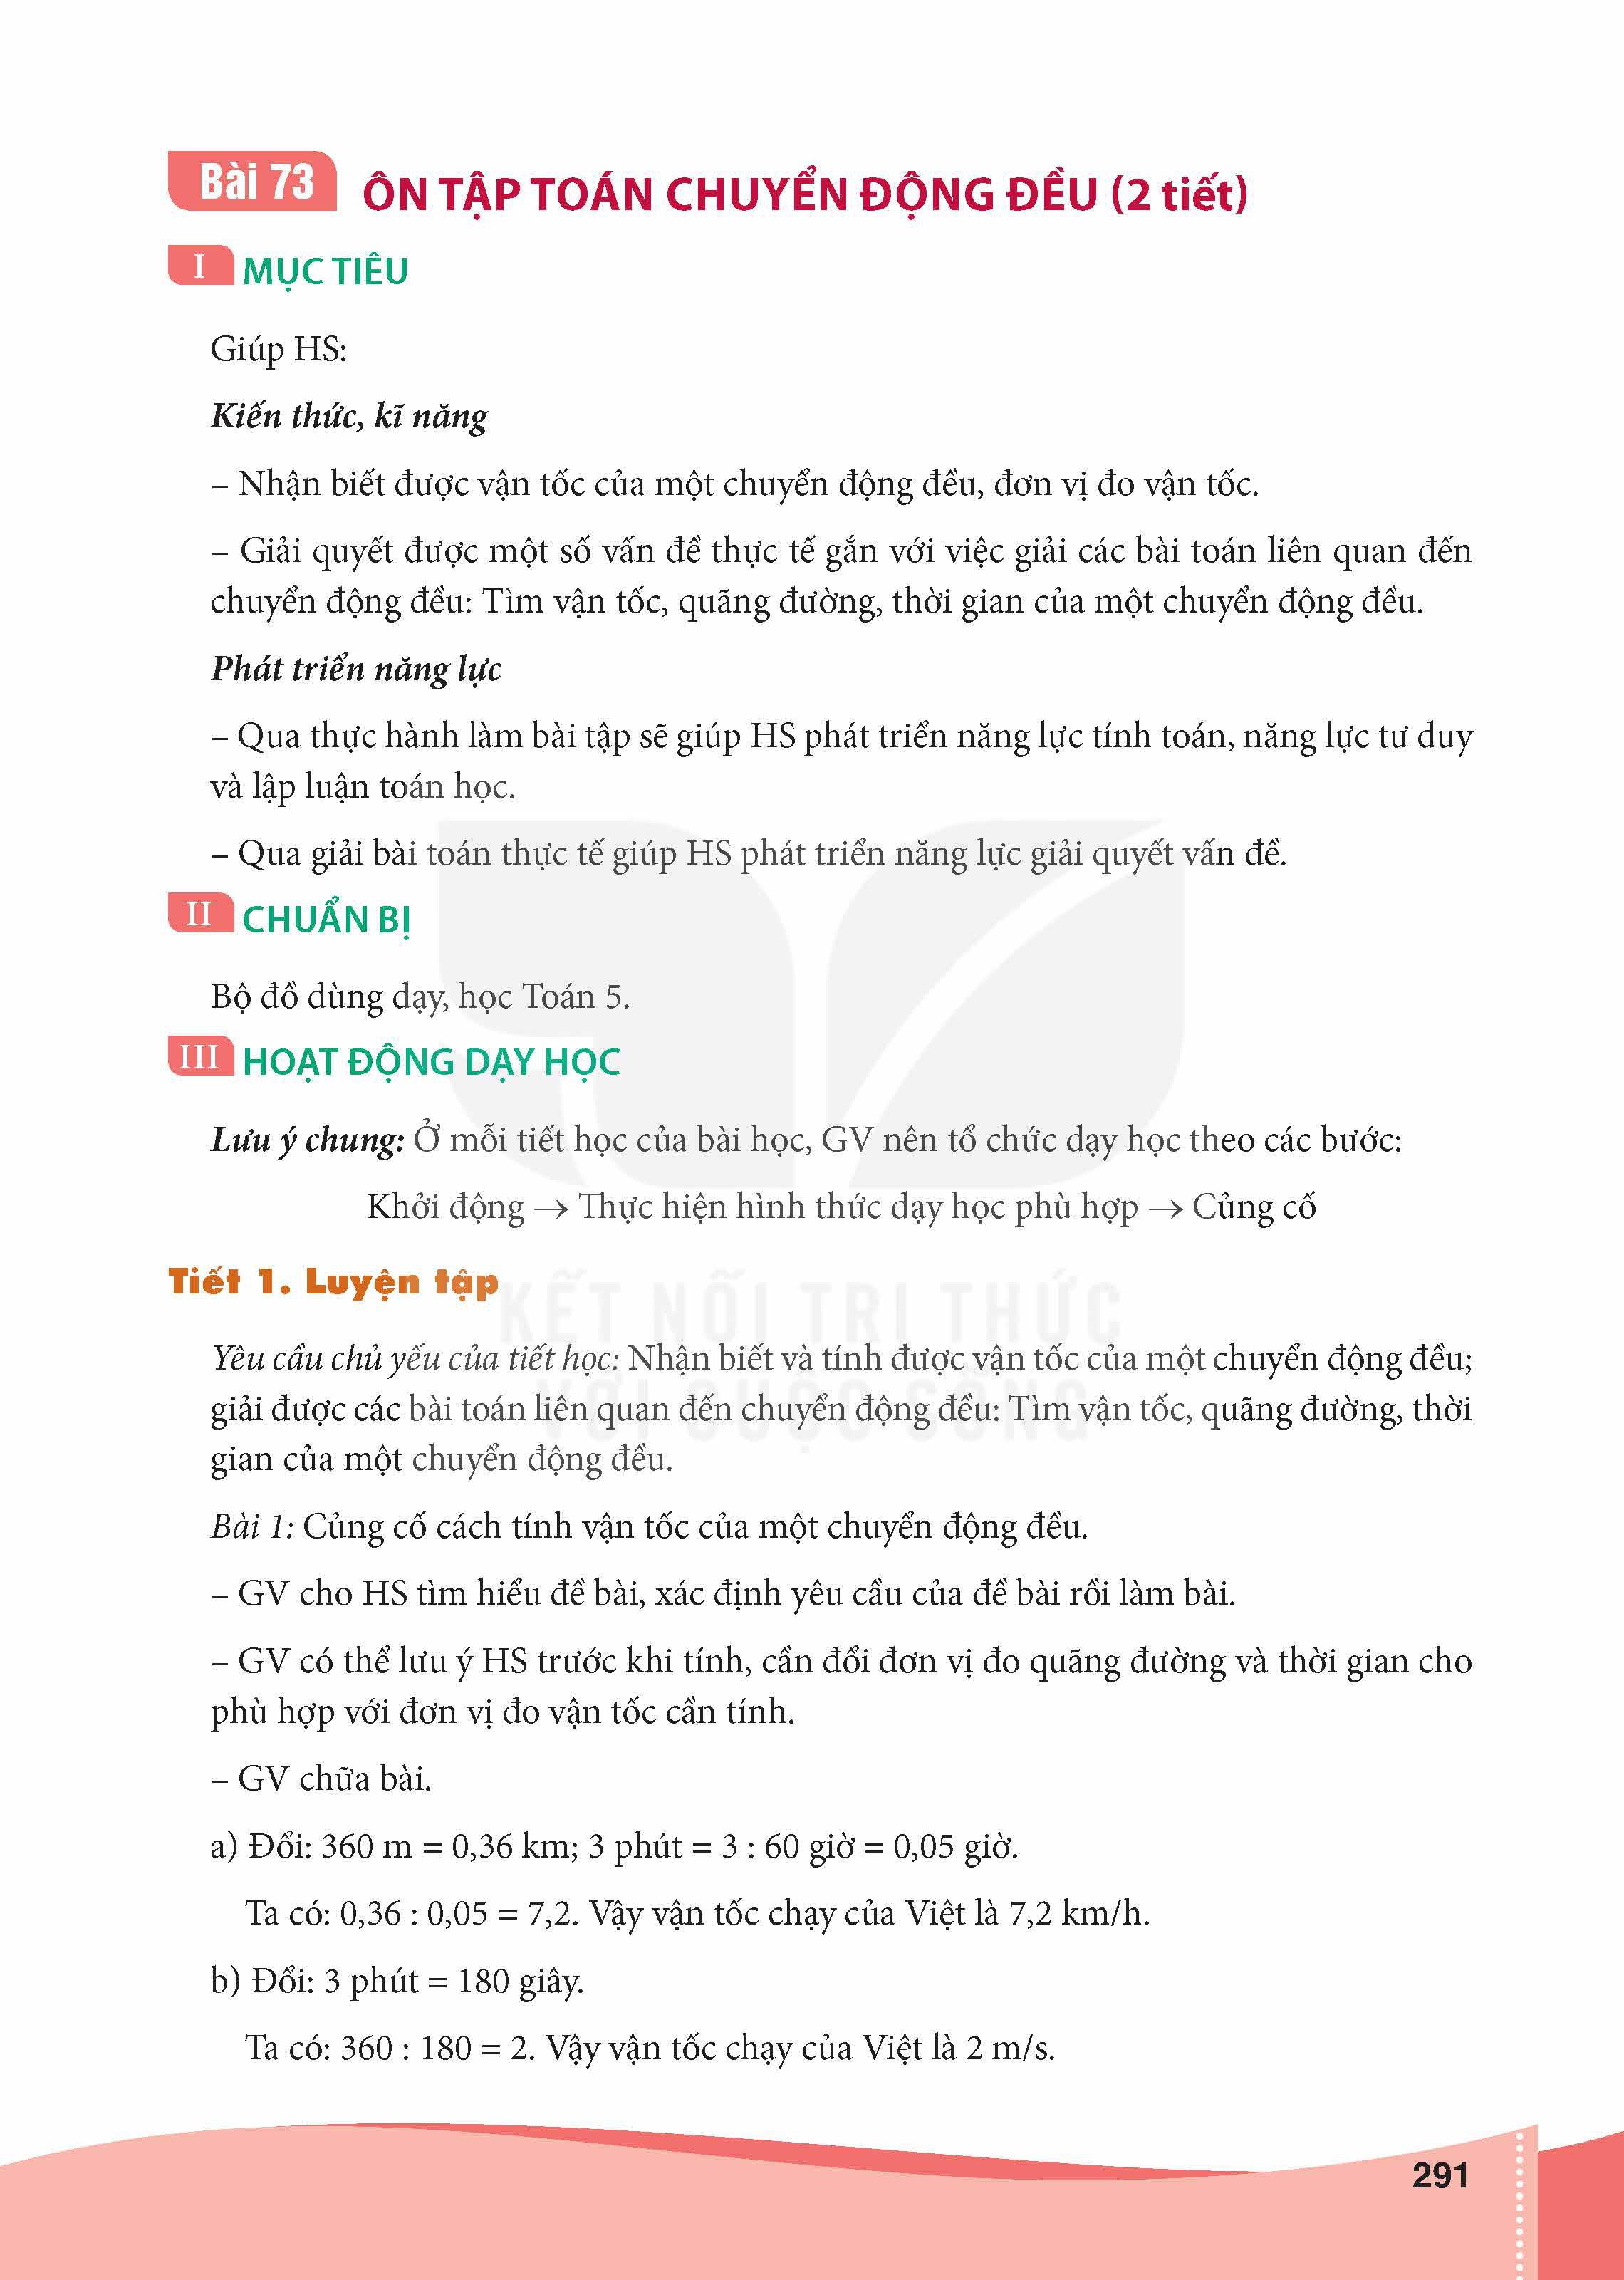 Bài 73
ÔN TẬP TOÁN CHUYỂN ĐỘNG ĐỀU (2 tiết)
I MỤC TIÊU
Giúp HS:
Kiến thức, kĩ năng
– Nhận biết được vận tốc của một chuyển động đều, đơn vị đo vận tốc.
– Giải quyết được một số vấn đề thực tế gắn với việc giải các bài toán liên quan đến
chuyển động đều: Tìm vận tốc, quãng đường, thời gian của một chuyển động đều.
Phát triển năng lực
– Qua thực hành làm bài tập sẽ giúp HS phát triển năng lực tính toán, năng lực tư duy
và lập luận toán học.
– Qua giải bài toán thực tế giúp HS phát triển năng lực giải quyết vấn đề.
II CHUẨN BỊ
Bộ đồ dùng dạy, học Toán 5.
III HOẠT ĐỘNG DẠY HỌC
Lưu ý chung: Ở mỗi tiết học của bài học, GV nên tổ chức dạy học theo các bước:
Khởi động → Thực hiện hình thức dạy học phù hợp → Củng cố
Tiết 1. Luyện tập
KẾT NỐI TRI THỨC
VỚI CUỘC SỐNG
Yêu cầu chủ yếu của tiết học: Nhận biết và tính được vận tốc của một chuyển động đều;
giải được các bài toán liên quan đến chuyển động đều: Tìm vận tốc, quãng đường, thời
gian của một chuyển động đều.
Bài 1: Củng cố cách tính vận tốc của một chuyển động đều.
– GV cho HS tìm hiểu đề bài, xác định yêu cầu của đề bài rồi làm bài.
– GV có thể lưu ý HS trước khi tính, cần đổi đơn vị đo quãng đường và thời gian cho
phù hợp với đơn vị đo vận tốc cần tính.
– GV chữa bài.
a) Đổi: 360 m = 0,36 km; 3 phút = 3 : 60 giờ = 0,05 giờ.
Ta có: 0,36 : 0,05 = 7,2. Vậy vận tốc chạy của Việt là 7,2 km/h.
b) Đổi: 3 phút = 180 giây.
Ta có: 360 : 180 = 2. Vậy vận tốc chạy của Việt là 2 m/s.
291